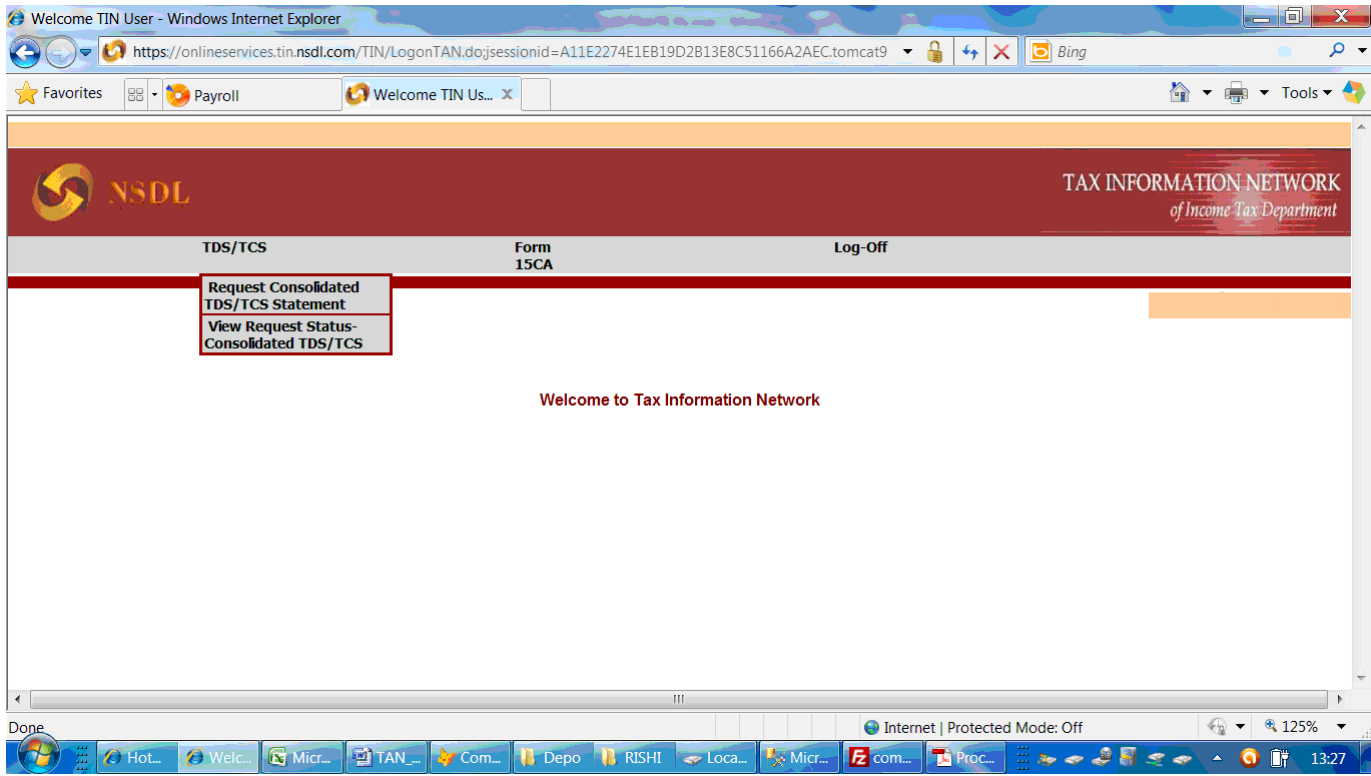 Welcome TIN User - Windows Internet Explorer
https://onlineservices.tin.nsdl.com/TIN/LogonTAN.do;jsessionid=A11E2274E1EB19D2B13E8C51166A2AEC.tomcat9
Bing
Favorites
Payroll
Welcome TIN Us...
Tools
NSDL
TAX INFORMATION NETWORK
of Income Tax Department
TDS/TCS
Form
15CA
Log-Off
Request Consolidated
TDS/TCS Statement
View Request Status-
Consolidated TDS/TCS
Welcome to Tax Information Network
Done
Internet | Protected Mode: Off
125%
Hot... Welc... Micr... TAN_... Com... Depo RISHI Loca... Micr... com... Proc... 13:27